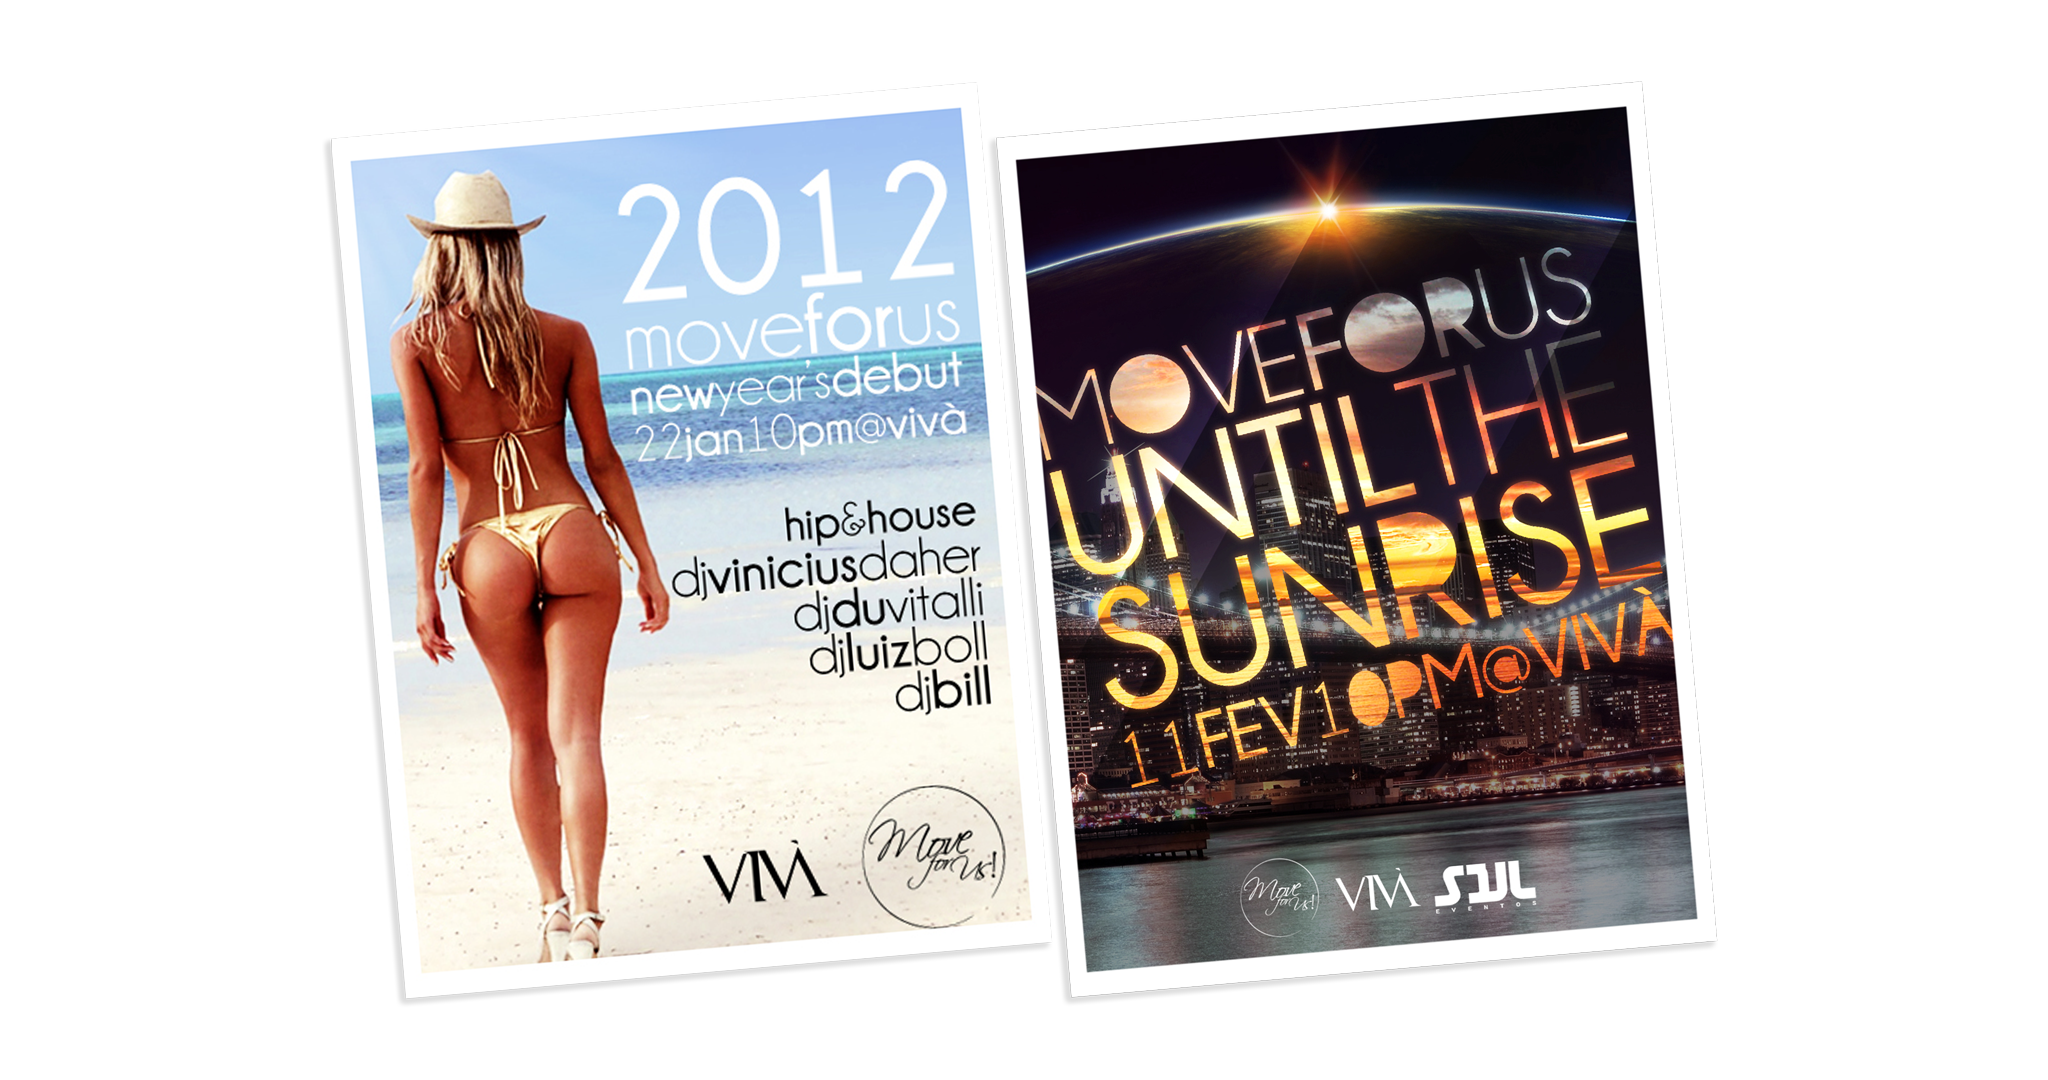 2012
moveforus
newyear'sdebut
22jan10pm@vivà
hip&house
djviniciusdaher
djduvitalli
djluizboll
djbill
VIVÀ
Move
for Us!
MOVEFORUS
UNTIL THE
SUNRISE
11FEV10PM@VIVÀ
Move
for Us!
VIVÀ
SOUL
EVENTOS